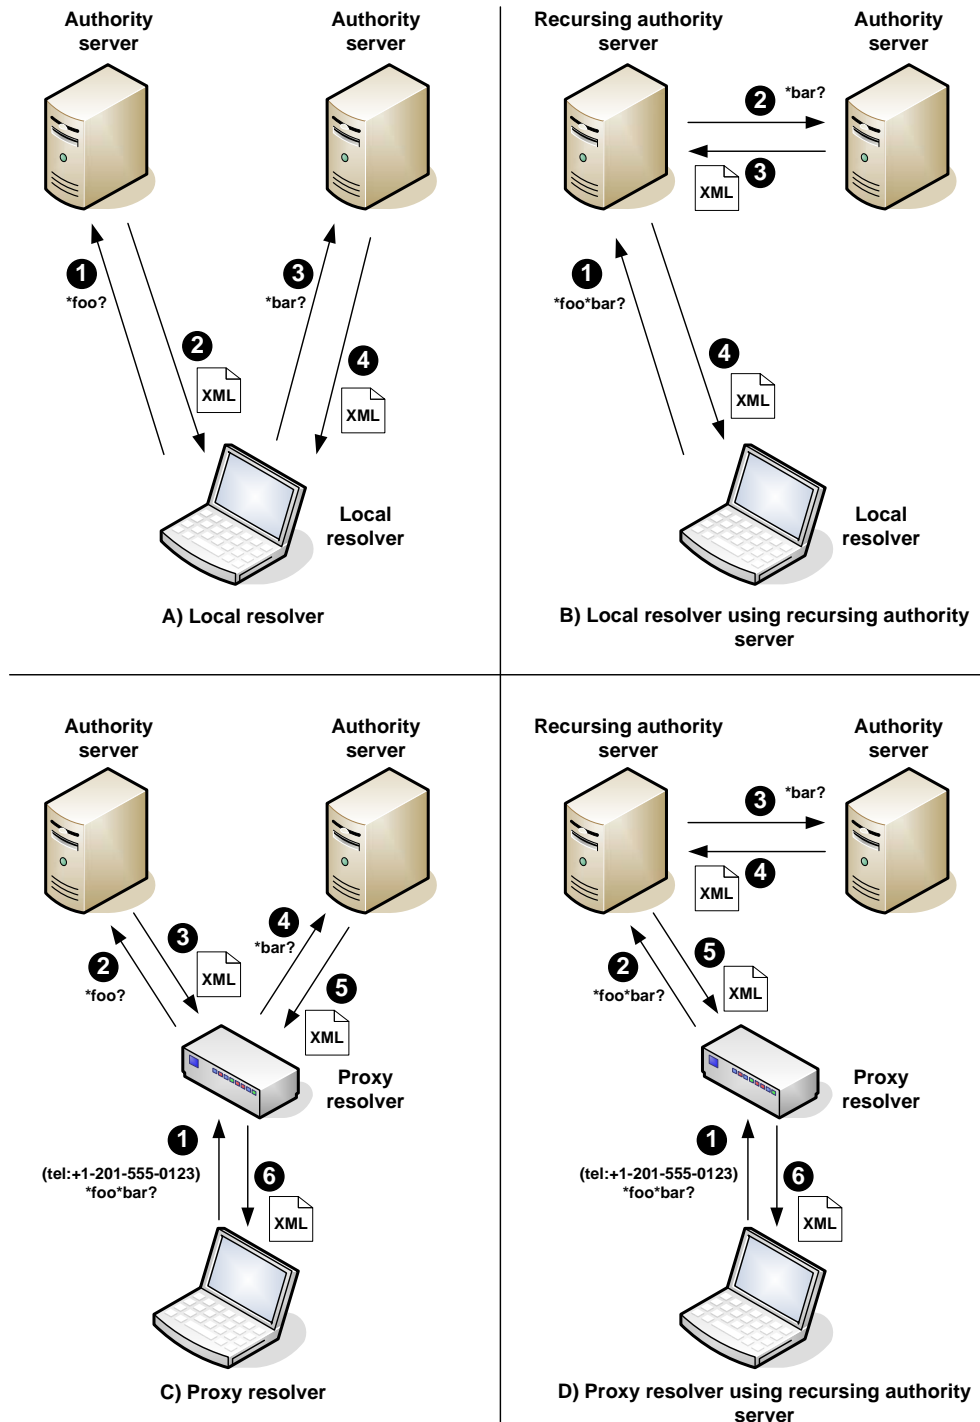 Authority
server
Authority
server
1
*foo?
2
XML
3
*bar?
4
XML
Local
resolver
A) Local resolver
Recursing authority
server
Authority
server
2
*bar?
3
XML
1
*foo*bar?
4
XML
Local
resolver
B) Local resolver using recursing authority
server
Authority
server
Authority
server
2
*foo?
3
XML
4
*bar?
5
XML
Proxy
resolver
1
(tel:+1-201-555-0123)
*foo*bar?
6
XML
C) Proxy resolver
Recursing authority
server
Authority
server
3
*bar?
4
XML
2
*foo*bar?
5
XML
Proxy
resolver
1
(tel:+1-201-555-0123)
*foo*bar?
6
XML
D) Proxy resolver using recursing authority
server